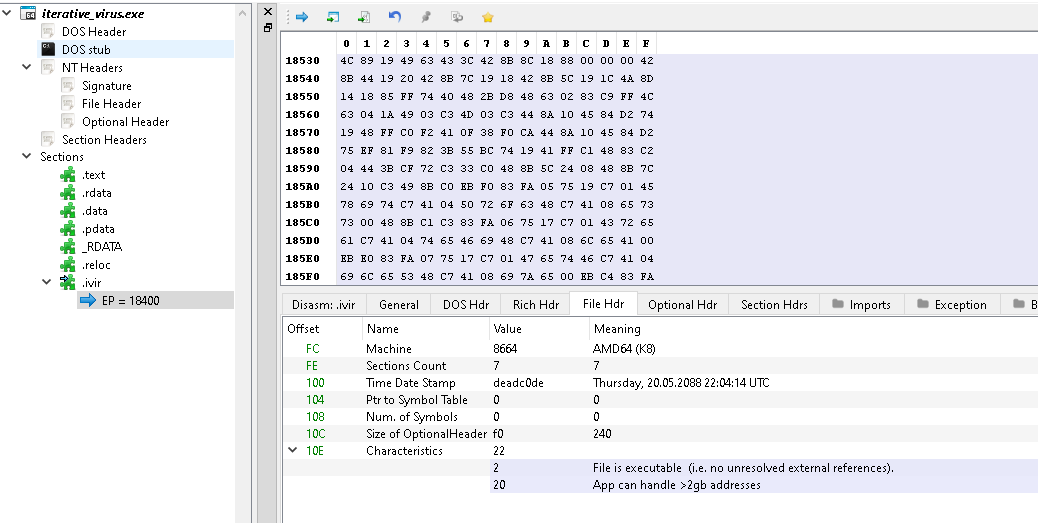 iterative_virus.exe
DOS Header
DOS stub
NT Headers
Signature
File Header
Optional Header
Section Headers
Sections
.text
.rdata
.data
.pdata
_RDATA
.reloc
.ivir
EP = 18400
0 1 2 3 4 5 6 7 8 9 A B C D E F
18530 4C 89 19 49 63 43 3C 42 8B 8C 18 88 00 00 00 42
18540 8B 44 19 20 42 8B 7C 19 18 42 8B 5C 19 1C 4A 8D
18550 14 18 85 FF 74 40 48 2B D8 48 63 02 83 C9 FF 4C
18560 63 04 1A 49 03 C3 4D 03 C3 44 8A 10 45 84 D2 74
18570 19 48 FF C0 F2 41 0F 38 F0 CA 44 8A 10 45 84 D2
18580 75 EF 81 F9 82 3B 55 BC 74 19 41 FF C1 48 83 C2
18590 04 44 3B CF 72 C3 33 C0 48 8B 5C 24 08 48 8B 7C
185A0 24 10 C3 49 8B C0 EB F0 83 FA 05 75 19 C7 01 45
185B0 78 69 74 C7 41 04 50 72 6F 63 48 C7 41 08 65 73
185C0 73 00 48 8B C1 C3 83 FA 06 75 17 C7 01 43 72 65
185D0 61 C7 41 04 74 65 46 69 48 C7 41 08 6C 65 41 00
185E0 EB E0 83 FA 07 75 17 C7 01 47 65 74 46 C7 41 04
185F0 69 6C 65 53 48 C7 41 08 69 7A 65 00 EB C4 83 FA
Disasm: .ivir General DOS Hdr Rich Hdr File Hdr Optional Hdr Section Hdrs Imports Exception B
Offset Name Value Meaning
FC Machine 8664 AMD64 (K8)
FE Sections Count 7 7
100 Time Date Stamp deadc0de Thursday, 20.05.2088 22:04:14 UTC
104 Ptr to Symbol Table 0 0
108 Num. of Symbols 0 0
10C Size of OptionalHeader f0 240
10E Characteristics 22
2 File is executable (i.e. no unresolved external references).
20 App can handle >2gb addresses